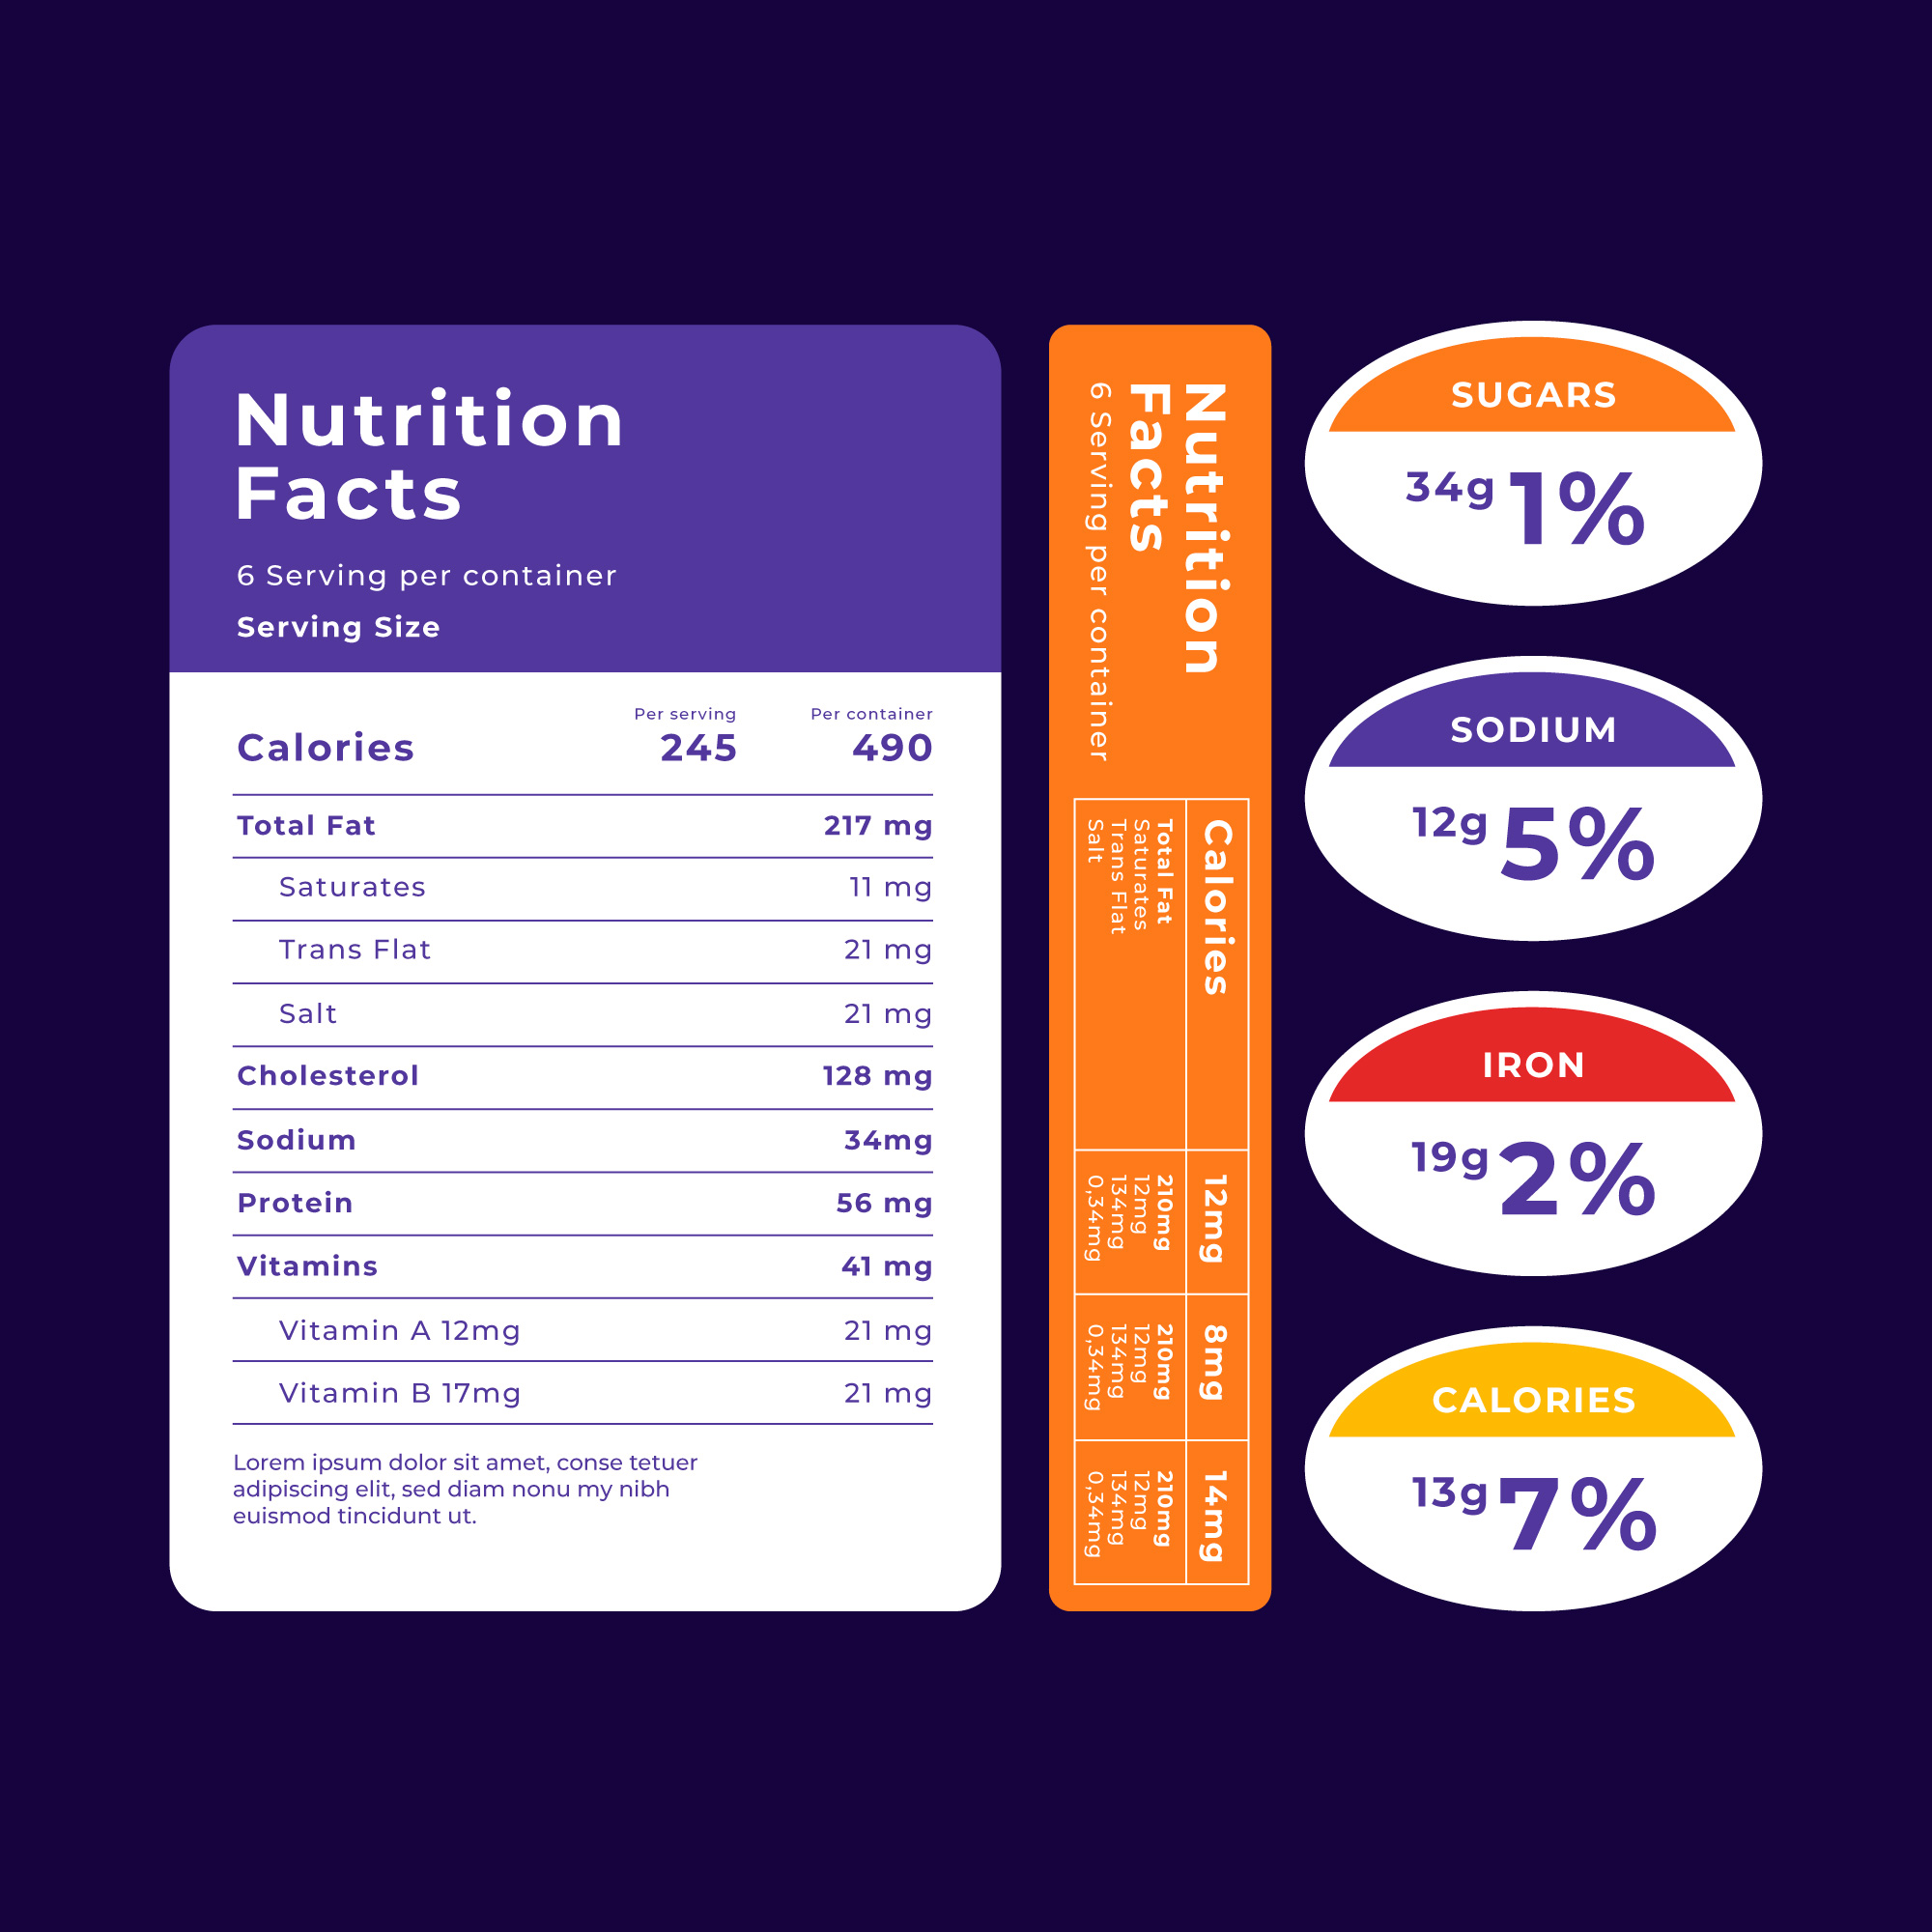 Nutrition
Facts
6 Serving per container
Serving Size
Per serving Per container
Calories 245 490
Total Fat 217 mg
Saturates 11 mg
Trans Flat 21 mg
Salt 21 mg
Cholesterol 128 mg
Sodium 34mg
Protein 56 mg
Vitamins 41 mg
Vitamin A 12mg 21 mg
Vitamin B 17mg 21 mg
Lorem ipsum dolor sit amet, conse tetuer
adipiscing elit, sed diam nonu my nibh
euismod tincidunt ut.
Nutrition
Facts
6 Serving per container
Calories 12mg 8mg 14mg
Total Fat 210mg 210mg 210mg
Saturates 12mg 12mg 12mg
Trans Flat 134mg 134mg 134mg
Salt 0,34mg 0,34mg 0,34mg
SUGARS
34g 1%
SODIUM
12g 5%
IRON
19g 2%
CALORIES
13g 7%